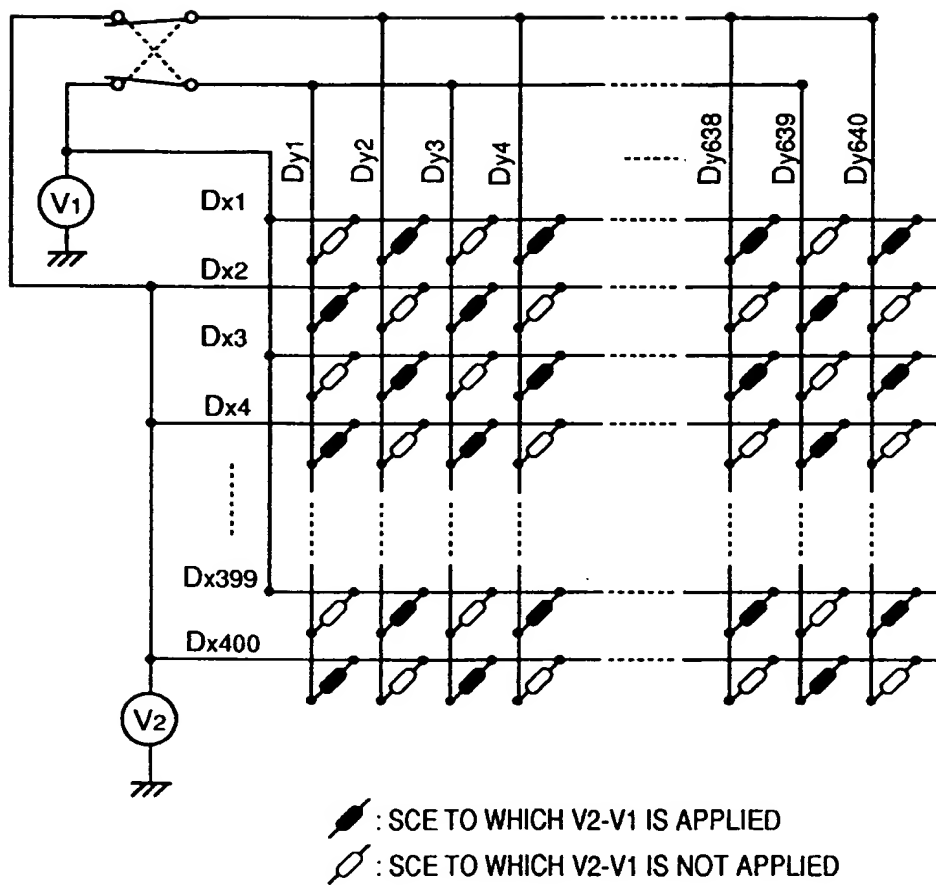 Dy1
Dy2
Dy3
Dy4
Dy638
Dy639
Dy640
V1
Dx1
Dx2
Dx3
Dx4
Dx399
Dx400
V2
: SCE TO WHICH V2-V1 IS APPLIED
: SCE TO WHICH V2-V1 IS NOT APPLIED